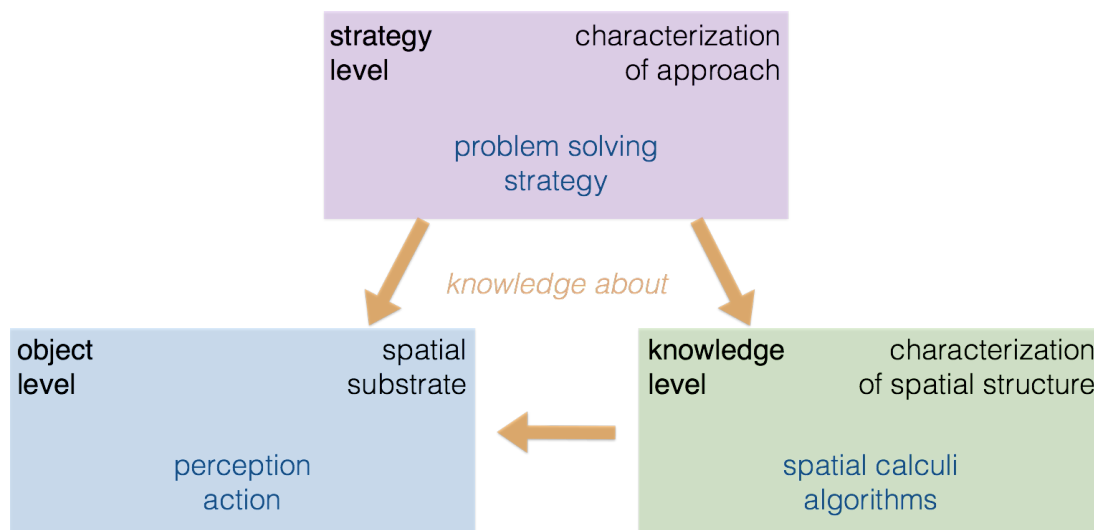 strategy characterization
level of approach
problem solving
strategy
knowledge about
object spatial
level substrate
perception
action
knowledge characterization
level of spatial structure
spatial calculi
algorithms